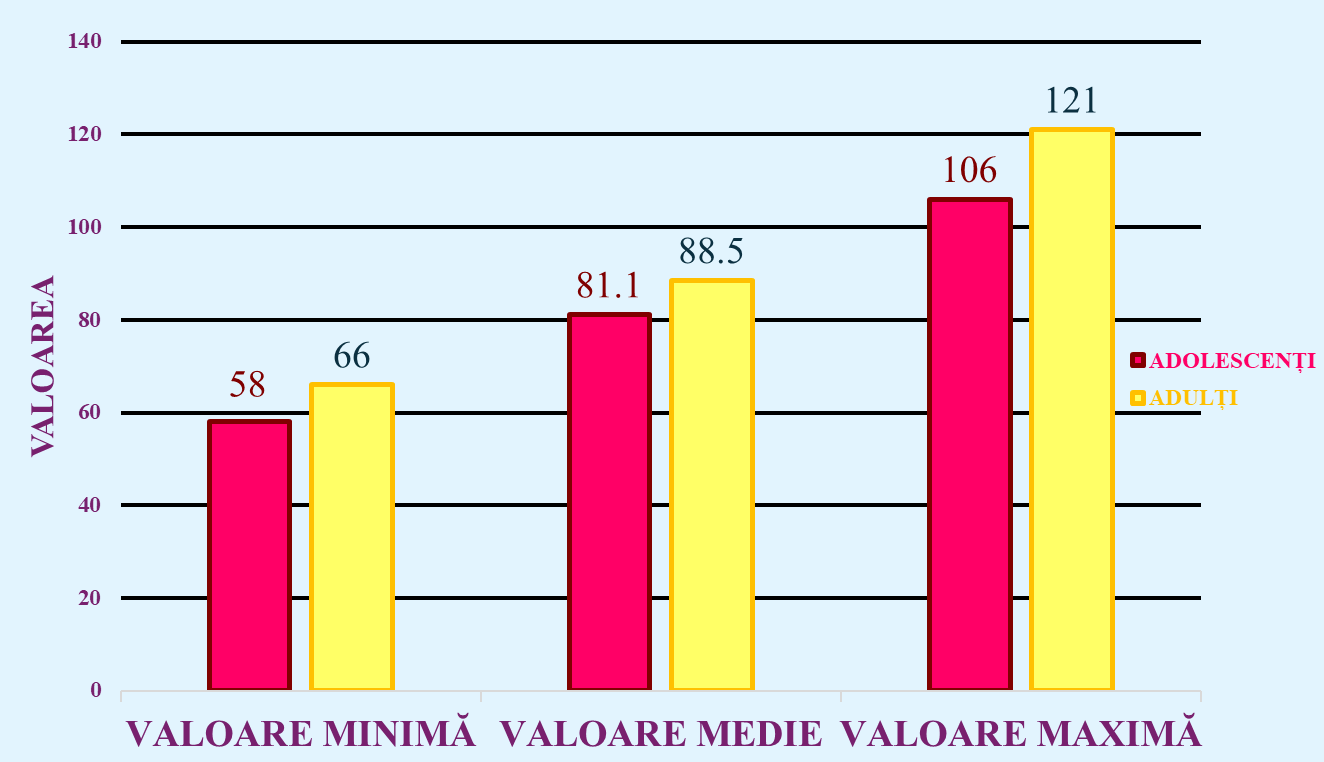 140
120
100
80
60
40
20
0
VALOAREA
58
66
81.1
88.5
106
121
VALOARE MINIMĂ
VALOARE MEDIE
VALOARE MAXIMĂ
ADOLESCENȚI
ADULȚI